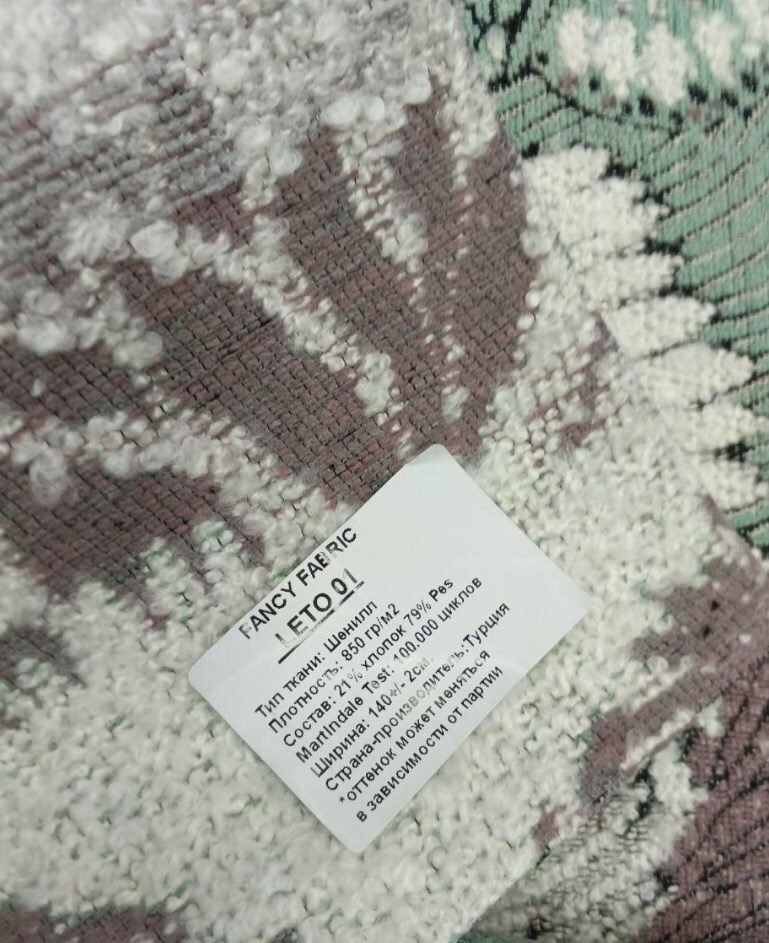 FANCY FABRIC
LETO 01
Тип ткани: Шенилл
Плотность: 850 гр/м2
Состав: 21% хлопок 79% Pes
Martindale Test: 100.000 циклов
Ширина: 140+/- 2см.
Страна-производитель: Турция
*оттенок может меняться
в зависимости от партии